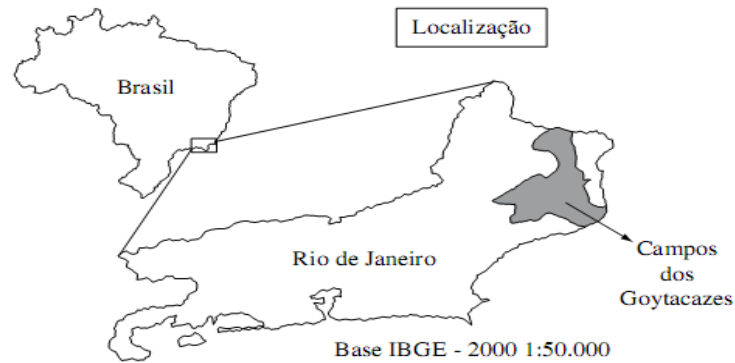 Localização
Brasil
Rio de Janeiro
Campos
dos
Goytacazes
Base IBGE - 2000 1:50.000